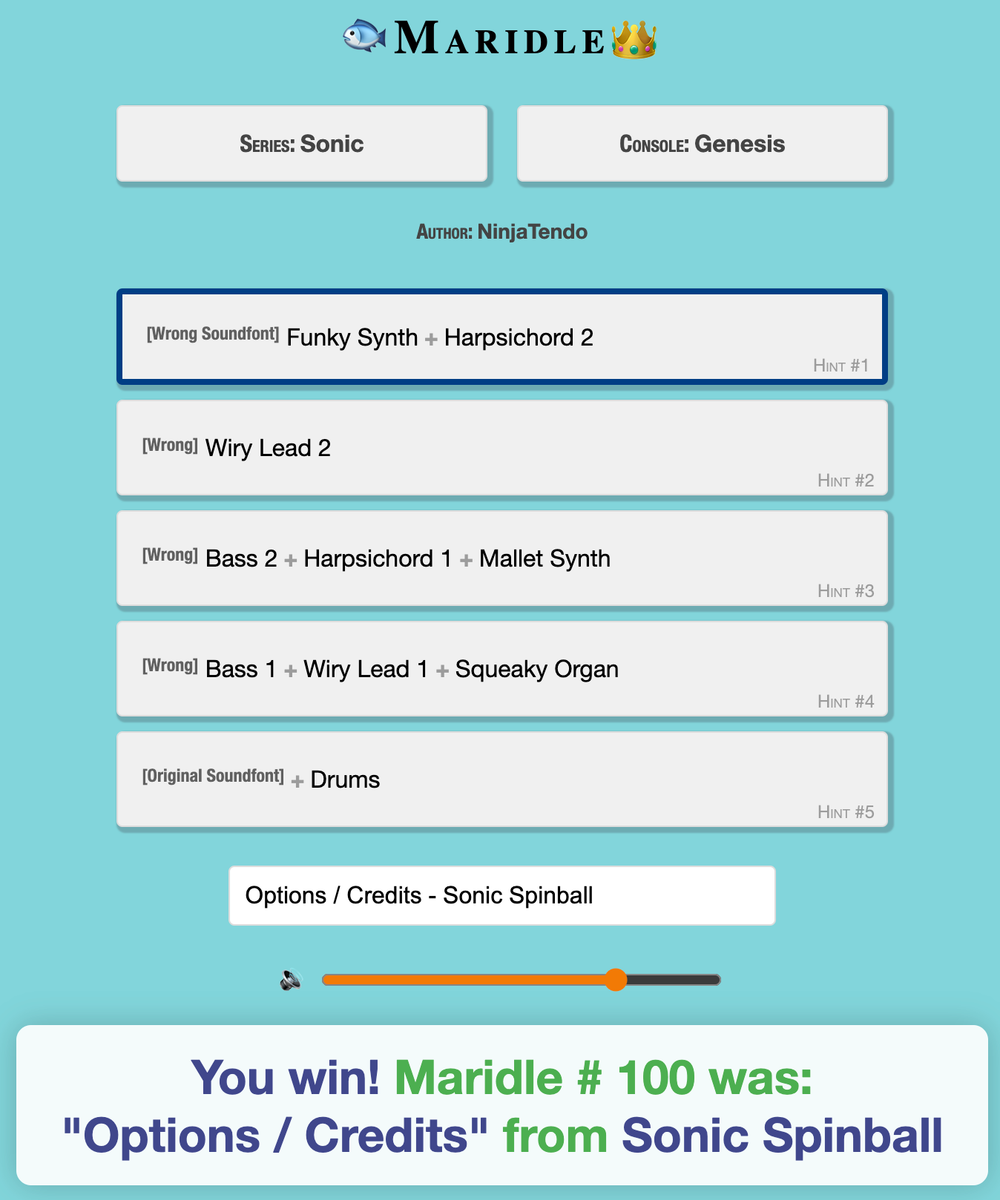 Maridle
Series: Sonic
Console: Genesis
Author: NinjaTendo
[Wrong Soundfont] Funky Synth + Harpsichord 2
Hint #1
[Wrong] Wiry Lead 2
Hint #2
[Wrong] Bass 2 + Harpsichord 1 + Mallet Synth
Hint #3
[Wrong] Bass 1 + Wiry Lead 1 + Squeaky Organ
Hint #4
[Original Soundfont] + Drums
Hint #5
Options / Credits - Sonic Spinball
You win! Maridle # 100 was:
"Options / Credits" from Sonic Spinball